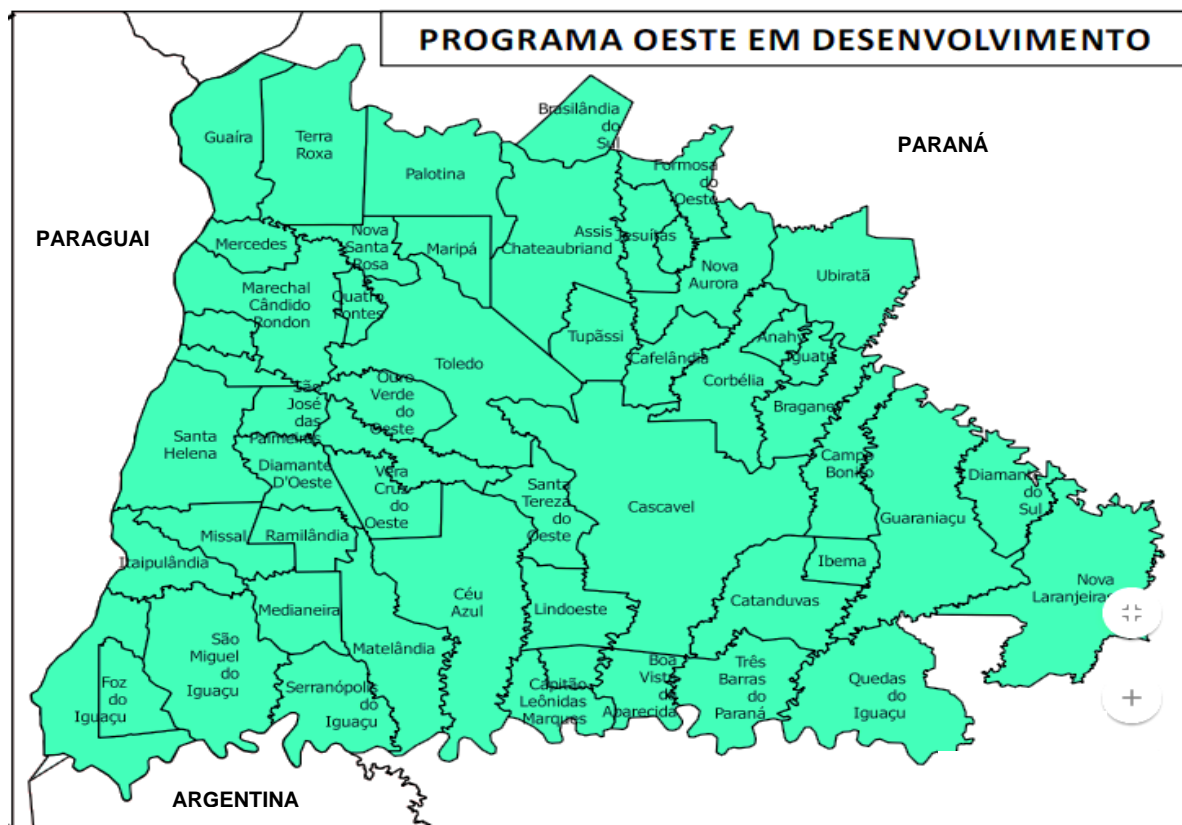 PROGRAMA OESTE EM DESENVOLVIMENTO
PARANÁ
PARAGUAI
ARGENTINA
Guaíra
Terra
Roxa
Palotina
Brasilândia
do
Sul
Formosa
do
Oeste
Mercedes
Nova
Santa
Rosa
Maripá
Assis
Chateaubriand
Jesuítas
Nova
Aurora
Ubiratã
Marechal
Cândido
Rondon
Quatro
Pontes
Tupãssi
Cafelândia
Anahy
Iguatu
Toledo
Corbélia
Braganey
Ouro
Verde
do
Oeste
São
José
das
Palmeiras
Santa
Helena
Diamante
D'Oeste
Vera
Cruz
do
Oeste
Santa
Tereza
do
Oeste
Cascavel
Campo
Bonito
Guaraniaçu
Diamante
do
Sul
Missal
Ramilândia
Itaipulândia
Ibema
Nova
Laranjeiras
Medianeira
Céu
Azul
Lindoeste
Catanduvas
São
Miguel
do
Iguaçu
Matelândia
Foz
do
Iguaçu
Serranópolis
do
Iguaçu
Capitão
Leônidas
Marques
Boa
Vista
da
Aparecida
Três
Barras
do
Paraná
Quedas
do
Iguaçu